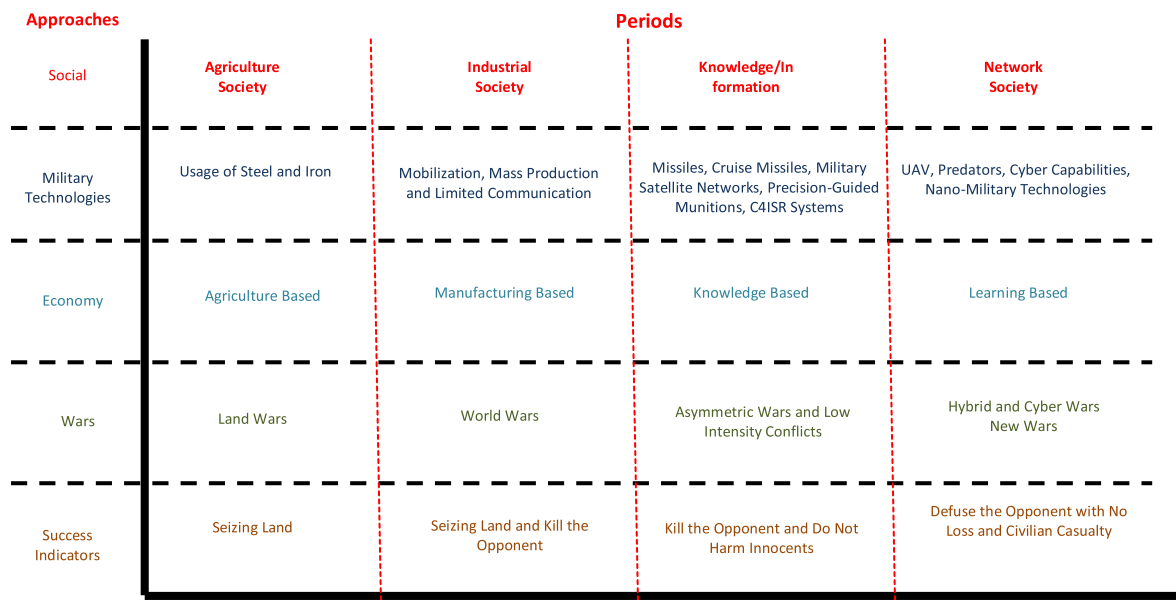 Approaches
Periods
Social
Agriculture
Society
Industrial
Society
Knowledge/In
formation
Network
Society
Military
Technologies
Usage of Steel and Iron
Mobilization, Mass Production
and Limited Communication
Missiles, Cruise Missiles, Military
Satellite Networks, Precision-Guided
Munitions, C4ISR Systems
UAV, Predators, Cyber Capabilities,
Nano-Military Technologies
Economy
Agriculture Based
Manufacturing Based
Knowledge Based
Learning Based
Wars
Land Wars
World Wars
Asymmetric Wars and Low
Intensity Conflicts
Hybrid and Cyber Wars
New Wars
Success
Indicators
Seizing Land
Seizing Land and Kill the
Opponent
Kill the Opponent and Do Not
Harm Innocents
Defuse the Opponent with No
Loss and Civilian Casualty